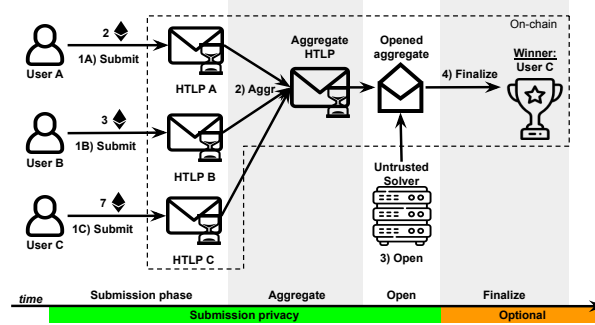 On-chain
2
1A) Submit
User A
HTLP A
3
1B) Submit
User B
HTLP B
7
1C) Submit
User C
HTLP C
2) Aggr
Aggregate
HTLP
Opened
aggregate
4) Finalize
Winner:
User C
Untrusted
Solver
3) Open
time
Submission phase
Aggregate
Open
Finalize
Submission privacy
Optional